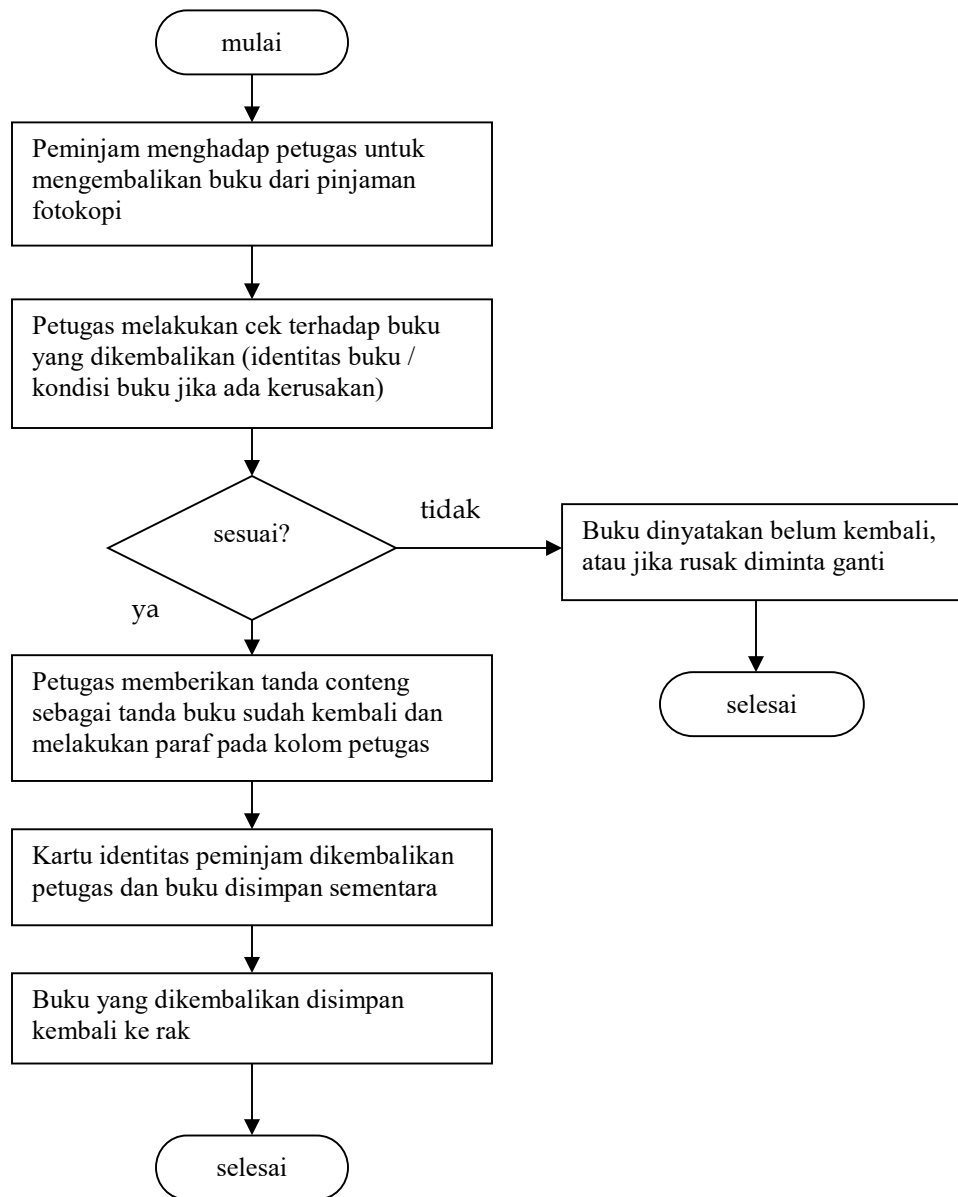 mulai
Peminjam menghadap petugas untuk
mengembalikan buku dari pinjaman
fotokopi
Petugas melakukan cek terhadap buku
yang dikembalikan (identitas buku /
kondisi buku jika ada kerusakan)
sesuai?
tidak
Buku dinyatakan belum kembali,
atau jika rusak diminta ganti
selesai
ya
Petugas memberikan tanda conteng
sebagai tanda buku sudah kembali dan
melakukan paraf pada kolom petugas
Kartu identitas peminjam dikembalikan
petugas dan buku disimpan sementara
Buku yang dikembalikan disimpan
kembali ke rak
selesai